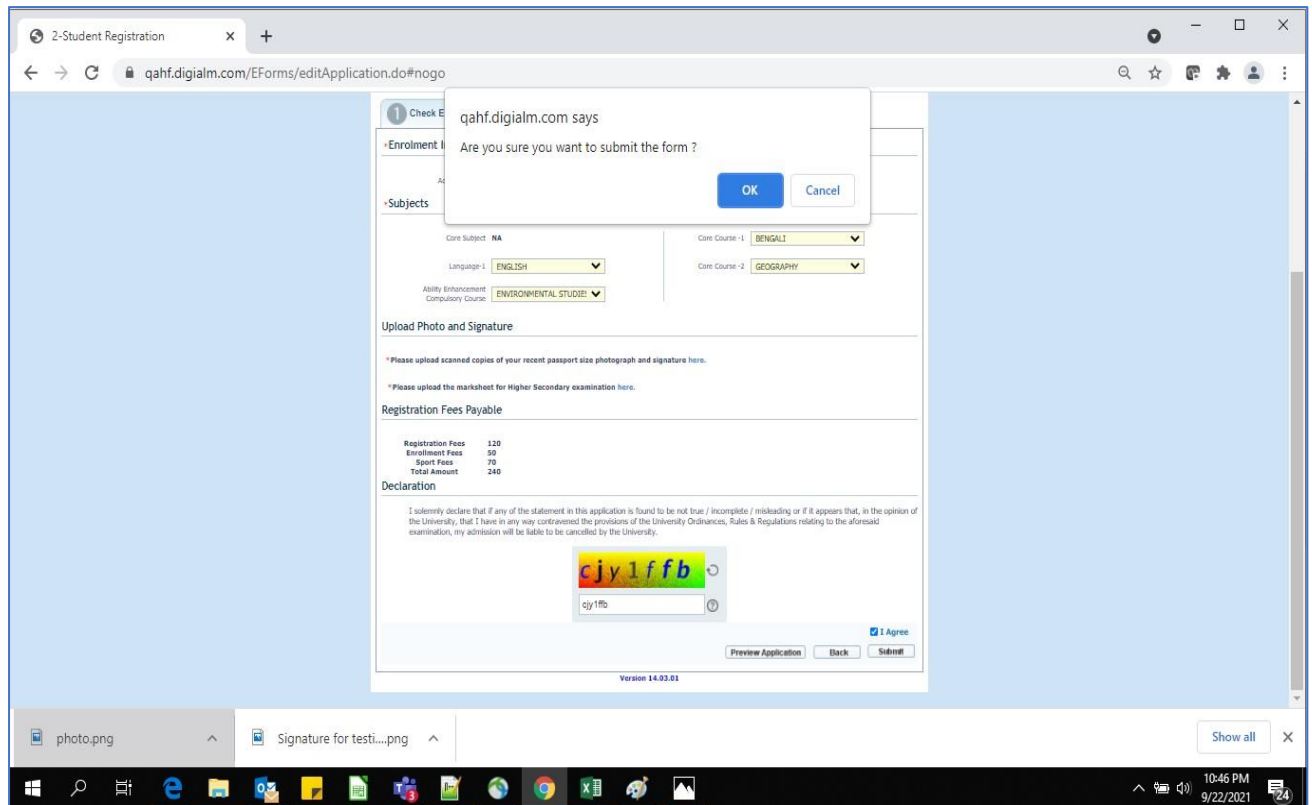 2-Student Registration
qahf.digialm.com/EForms/editApplication.do#nogo
1 Check E
qahf.digialm.com says
Are you sure you want to submit the form ?
OK Cancel
*Enrolment I
*Subjects
Core Subject NA
Core Course -1 BENGALI
Language-1 ENGLISH
Core Course -2 GEOGRAPHY
Ability Enhancement
Compulsory Course ENVIRONMENTAL STUDIE
Upload Photo and Signature
*Please upload scanned copies of your recent passport size photograph and signature here.
*Please upload the marksheet for Higher Secondary examination here.
Registration Fees Payable
Registration Fees 120
Enrollment Fees 50
Sport Fees 70
Total Amount 240
Declaration
I solemnly declare that if any of the statement in this application is found to be not true / incomplete / misleading or if it appears that, in the opinion of
the University, that I have in any way contravened the provisions of the University Ordinances, Rules & Regulations relating to the aforesaid
examination, my admission will be liable to be cancelled by the University.
cjy1ffb
cjy1ffb
I Agree
Preview Application Back Submit
Version 14.03.01
photo.png
Signature for testi....png
Show all
10:46 PM
9/22/2021
24